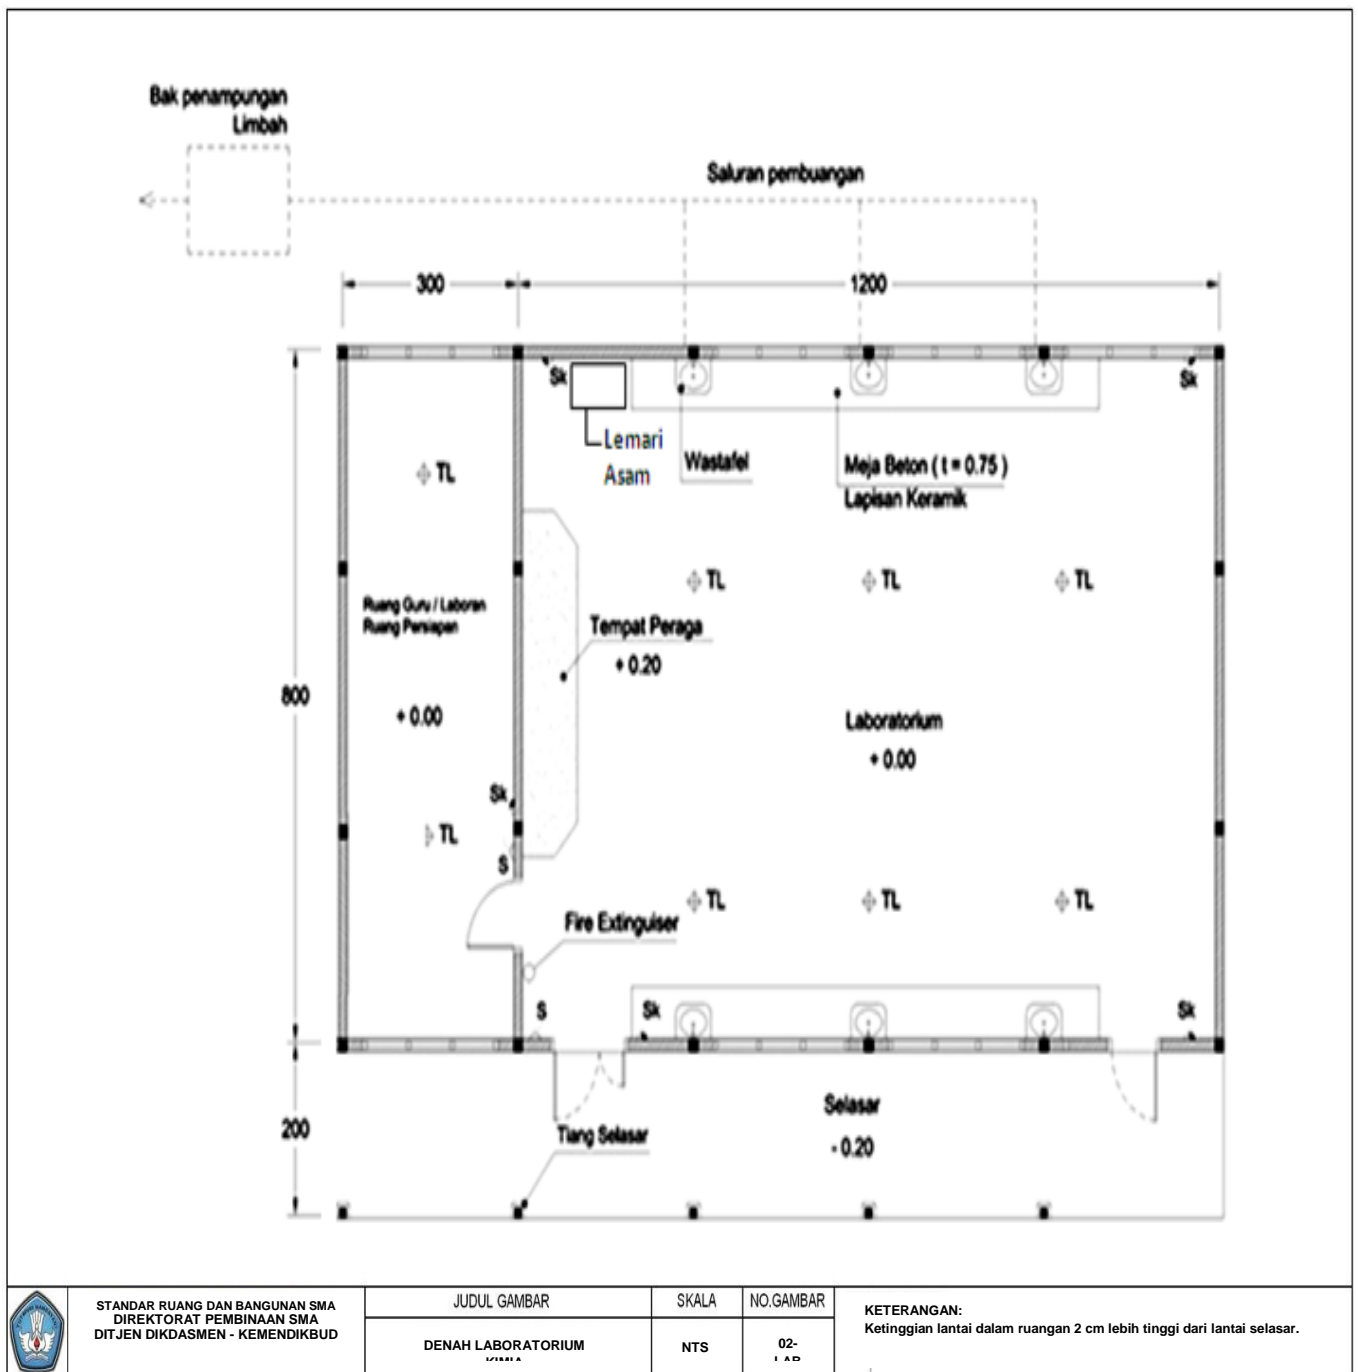 Bak penampungan
Limbah
Saluran pembuangan
300
1200
Sk
Sk
Lemari
Asam
Wastafel
Meja Beton ( t = 0.75 )
Lapisan Keramik
TL
TL
TL
TL
Ruang Guru / Laboran
Ruang Persiapan
Tempat Peraga
+ 0.20
800
+ 0.00
Laboratorium
+ 0.00
Sk
TL
S
TL
TL
TL
Fire Extinguiser
S
Sk
Sk
Selasar
- 0.20
200
Tiang Selasar
STANDAR RUANG DAN BANGUNAN SMA
DIREKTORAT PEMBINAAN SMA
DITJEN DIKDASMEN - KEMENDIKBUD
JUDUL GAMBAR
DENAH LABORATORIUM
KIMIA
SKALA
NTS
NO.GAMBAR
02-
LAB
KETERANGAN:
Ketinggian lantai dalam ruangan 2 cm lebih tinggi dari lantai selasar.